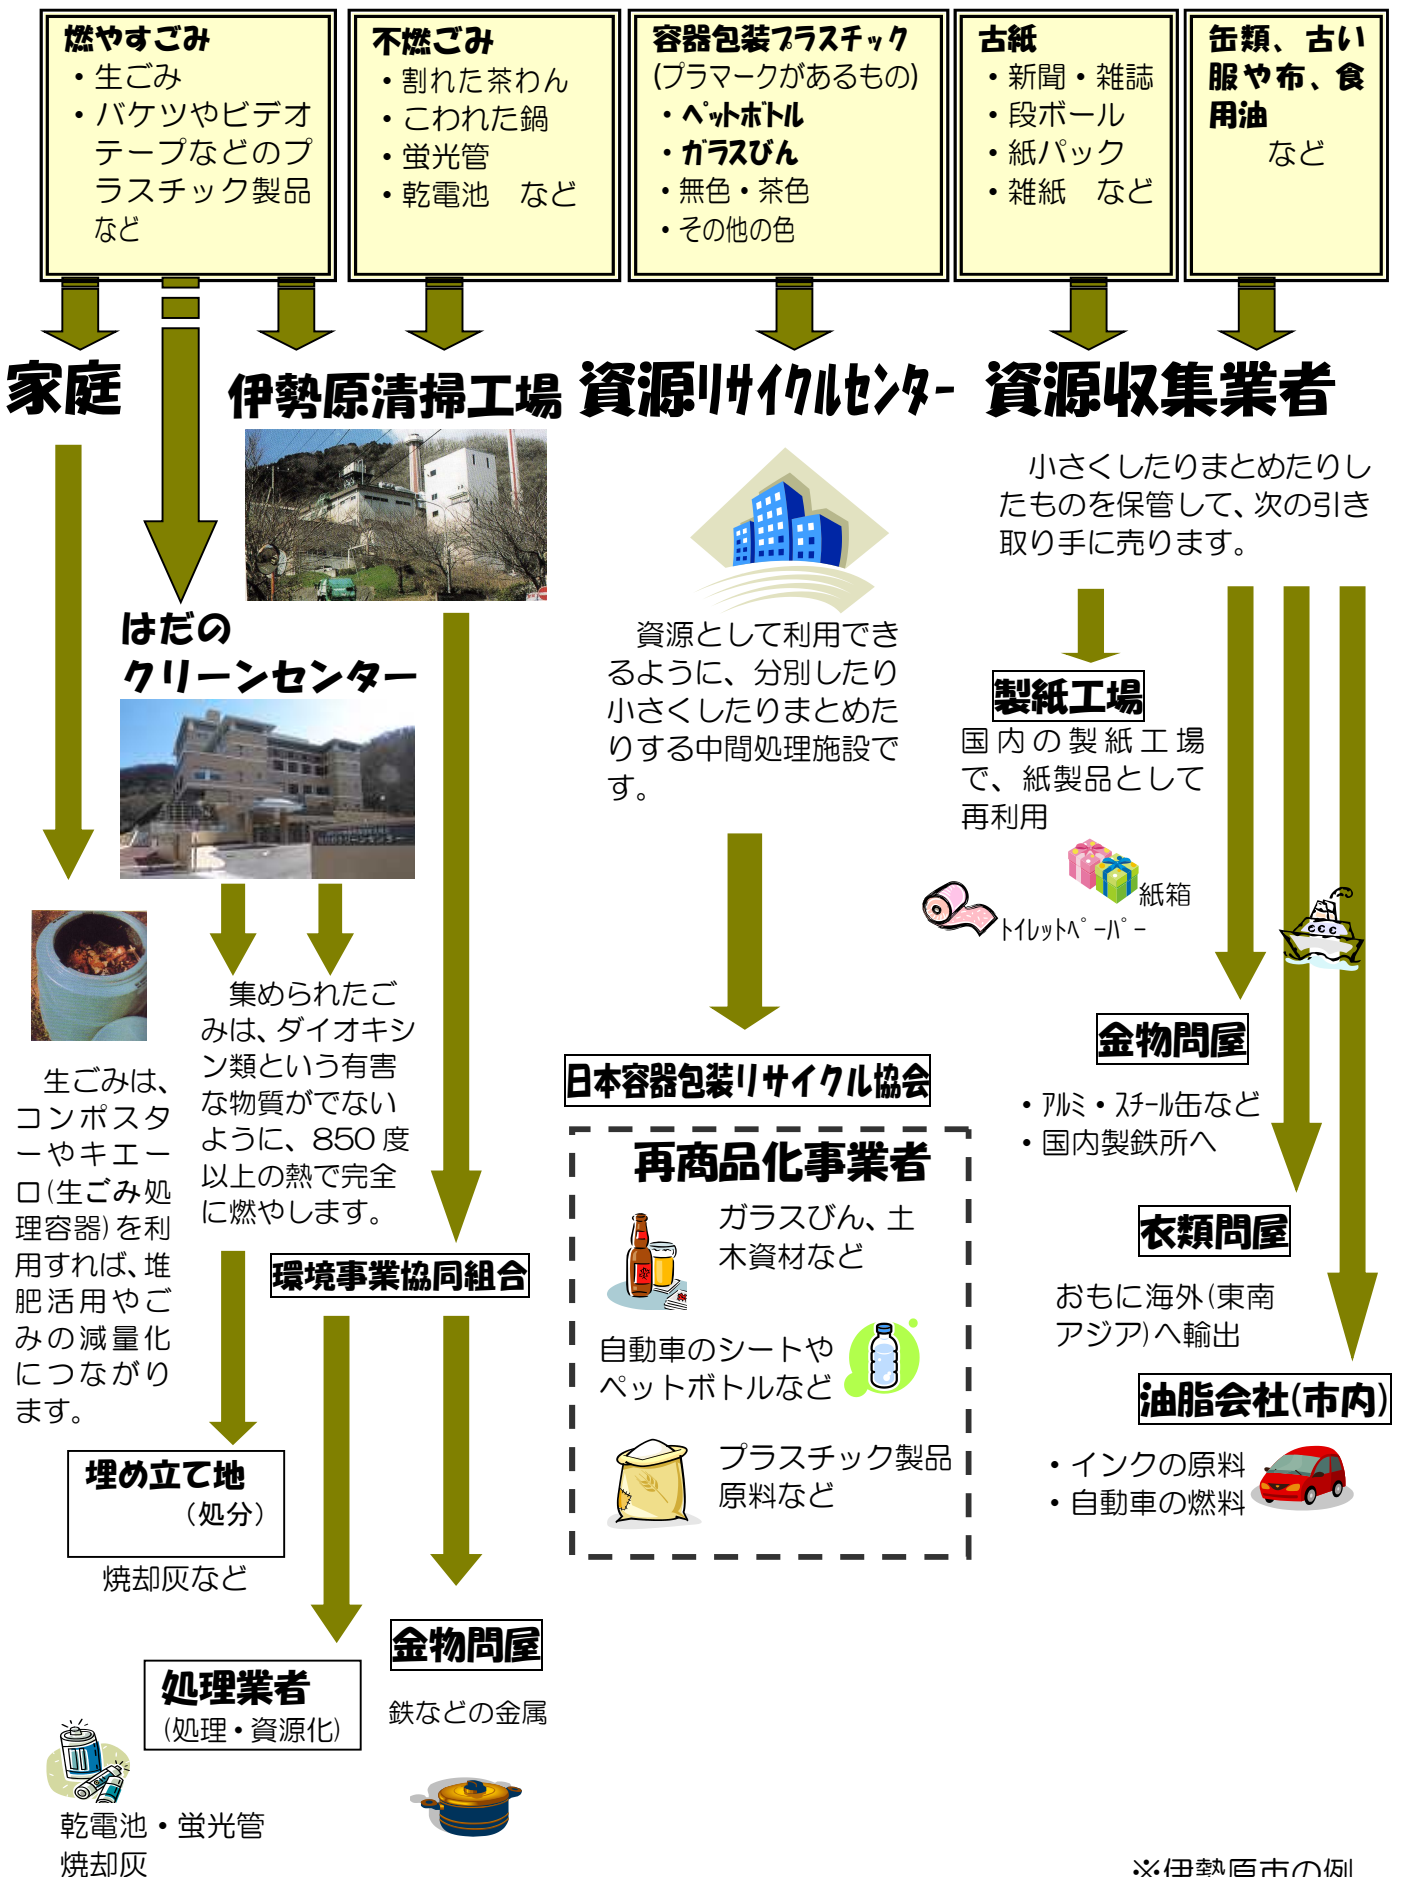 燃やすごみ
・生ごみ
・バケツやビデオ
テープなどのプ
ラスチック製品
など
不燃ごみ
・割れた茶わん
・こわれた鍋
・蛍光管
・乾電池　など
容器包装プラスチック
(プラマークがあるもの)
・ペットボトル
・ガラスびん
・無色・茶色
・その他の色
古紙
・新聞・雑誌
・段ボール
・紙パック
・雑紙　など
缶類、古い
服や布、食
用油
など
家庭
伊勢原清掃工場
資源リサイクルセンター
資源収集業者
小さくしたりまとめたりし
たものを保管して、次の引き
取り手に売ります。
はだの
クリーンセンター
資源として利用でき
るように、分別したり
小さくしたりまとめた
りする中間処理施設で
す。
製紙工場
国内の製紙工場
で、紙製品として
再利用
紙箱
トイレットペーパー
集められたご
みは、ダイオキシ
ン類という有害
な物質がでない
ように、850度
以上の熱で完全
に燃やします。
生ごみは、
コンポスタ
ーやキエー
ロ(生ごみ処
理容器)を利
用すれば、堆
肥活用やご
みの減量化
につながり
ます。
金物問屋
・アルミ・スチール缶など
・国内製鉄所へ
日本容器包装リサイクル協会
再商品化事業者
ガラスびん、土
木資材など
自動車のシートや
ペットボトルなど
プラスチック製品
原料など
衣類問屋
おもに海外(東南
アジア)へ輸出
環境事業協同組合
油脂会社(市内)
・インクの原料
・自動車の燃料
埋め立て地
（処分）
焼却灰など
金物問屋
鉄などの金属
処理業者
(処理・資源化)
乾電池・蛍光管
焼却灰
※伊勢原市の例